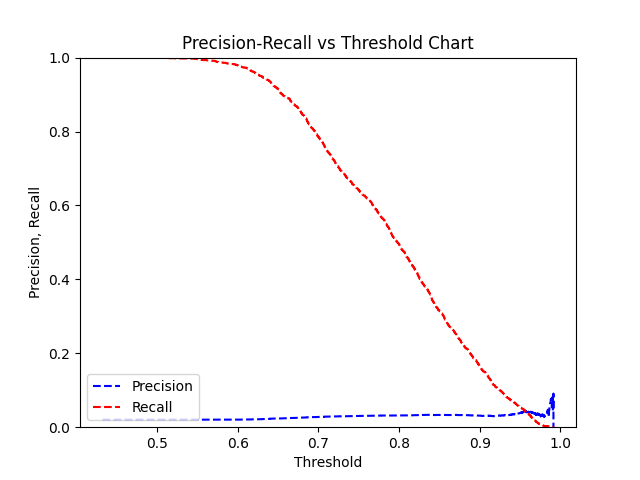 Precision-Recall vs Threshold Chart
1.0
0.8
0.6
0.4
0.2
0.0
Precision, Recall
Precision
Recall
0.5 0.6 0.7 0.8 0.9 1.0
Threshold